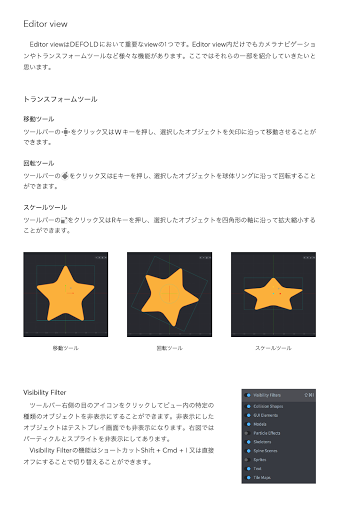 Editor view
Editor viewはDEFOLDにおいて重要なviewの1つです。Editor view内だけでもカメラナビゲーショ
ンやトランスフォームツールなど様々な機能があります。ここではそれらの一部を紹介していきたいと
思います。
トランスフォームツール
移動ツール
ツールバーの をクリック又はWキーを押し、選択したオブジェクトを矢印に沿って移動させることが
できます。
回転ツール
ツールバーの をクリック又はEキーを押し、選択したオブジェクトを球体リングに沿って回転すること
ができます。
スケールツール
ツールバーの をクリック又はRキーを押し、選択したオブジェクトを四角形の軸に沿って拡大縮小するこ
とができます。
移動ツール
回転ツール
スケールツール
Visibility Filter
ツールバー右側の目のアイコンをクリックしてビュー内の特定の
種類のオブジェクトを非表示にすることができます。非表示にした
オブジェクトはテストプレイ画面でも非表示になります。右図では
パーティクルとスプライトを非表示にしてあります。
Visibility Filterの機能はショートカットShift + Cmd + I 又は直接
オフにすることで切り替えることができます。
Visibility Filters
Collision Shapes
GUI Elements
Models
Particle Effects
Skeletons
Spine Scenes
Sprites
Text
Tile Maps